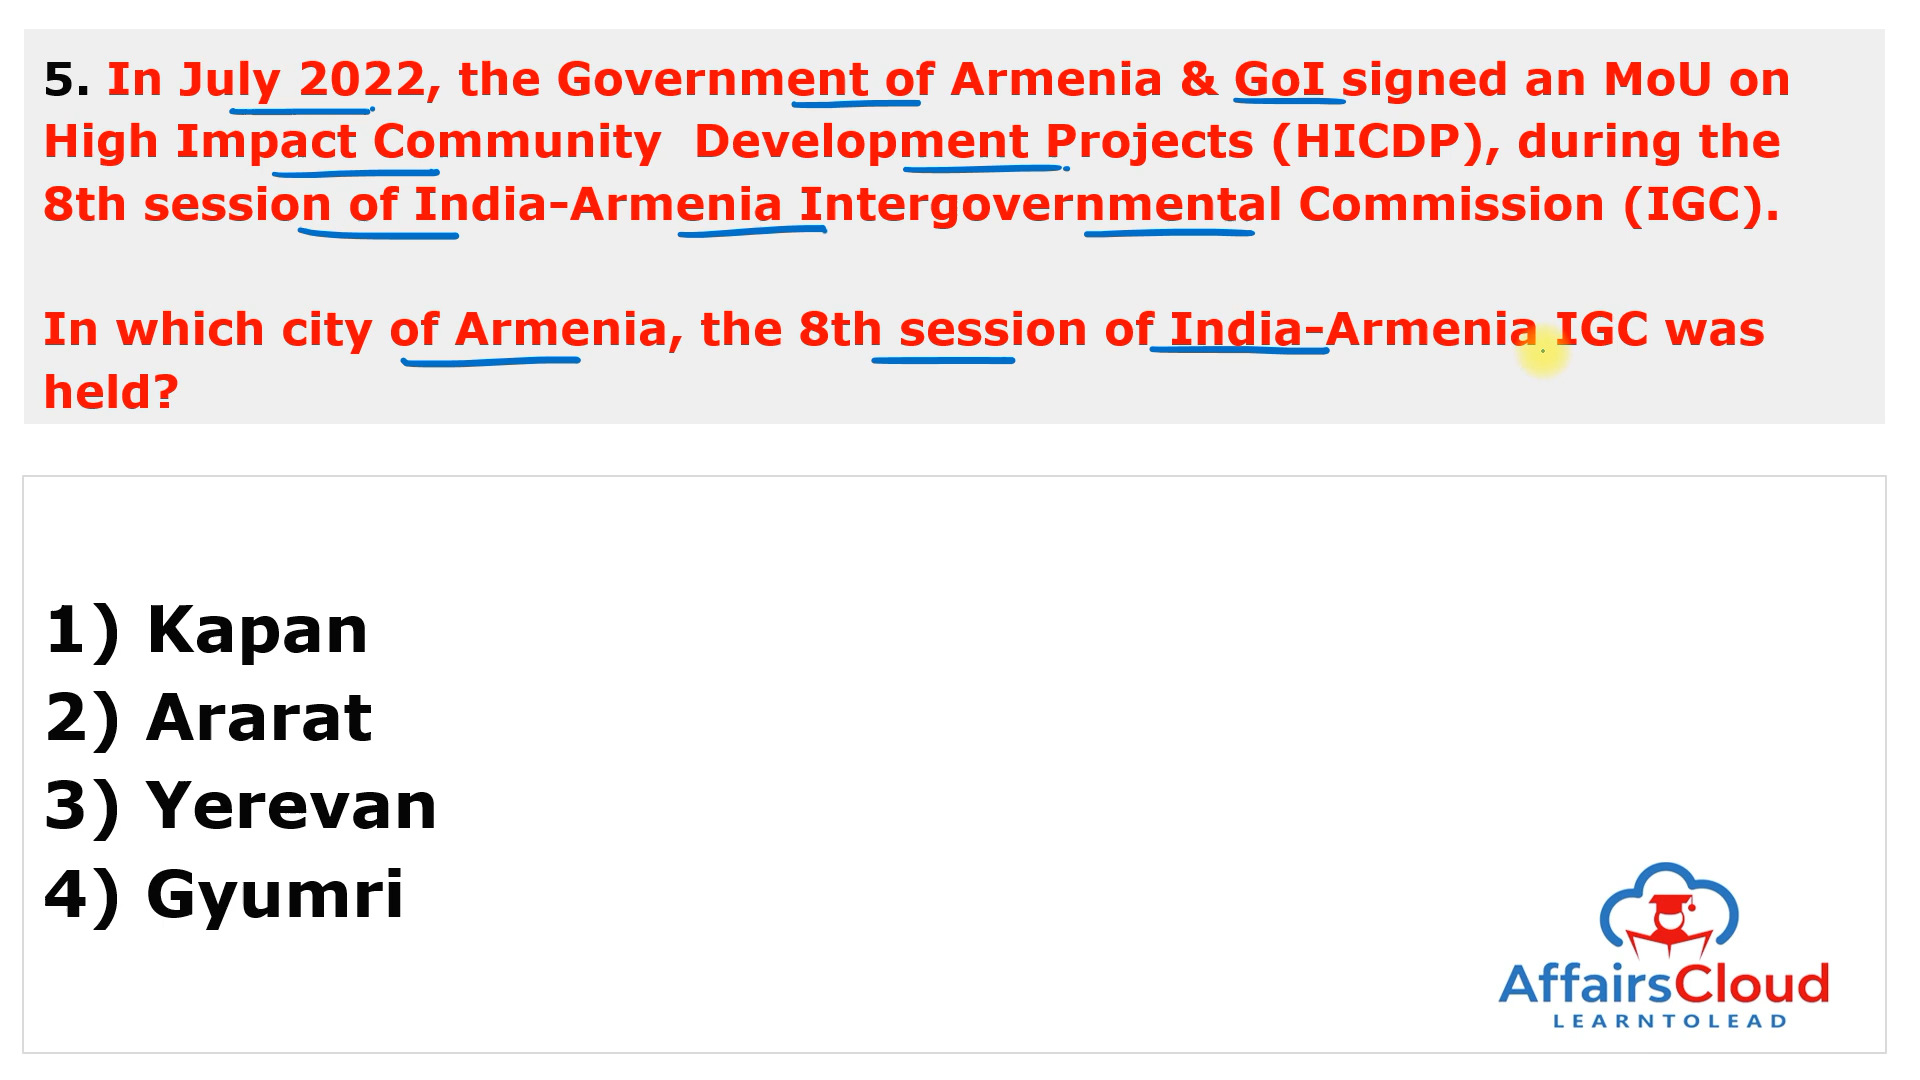 5. In July 2022, the Government of Armenia & GoI signed an MoU on
High Impact Community Development Projects (HICDP), during the
8th session of India-Armenia Intergovernmental Commission (IGC).
In which city of Armenia, the 8th session of India-Armenia IGC was
held?
1) Kapan
2) Ararat
3) Yerevan
4) Gyumri
AffairsCloud
LEARNTOLEAD